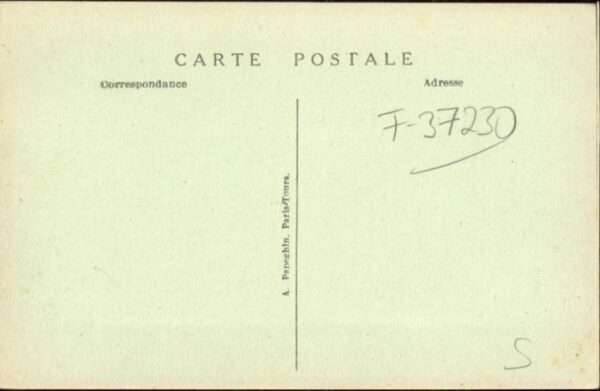 CARTE POSTALE
Correspondance
Adresse
F-37230
A. Papeghin, Paris-Tours.
S